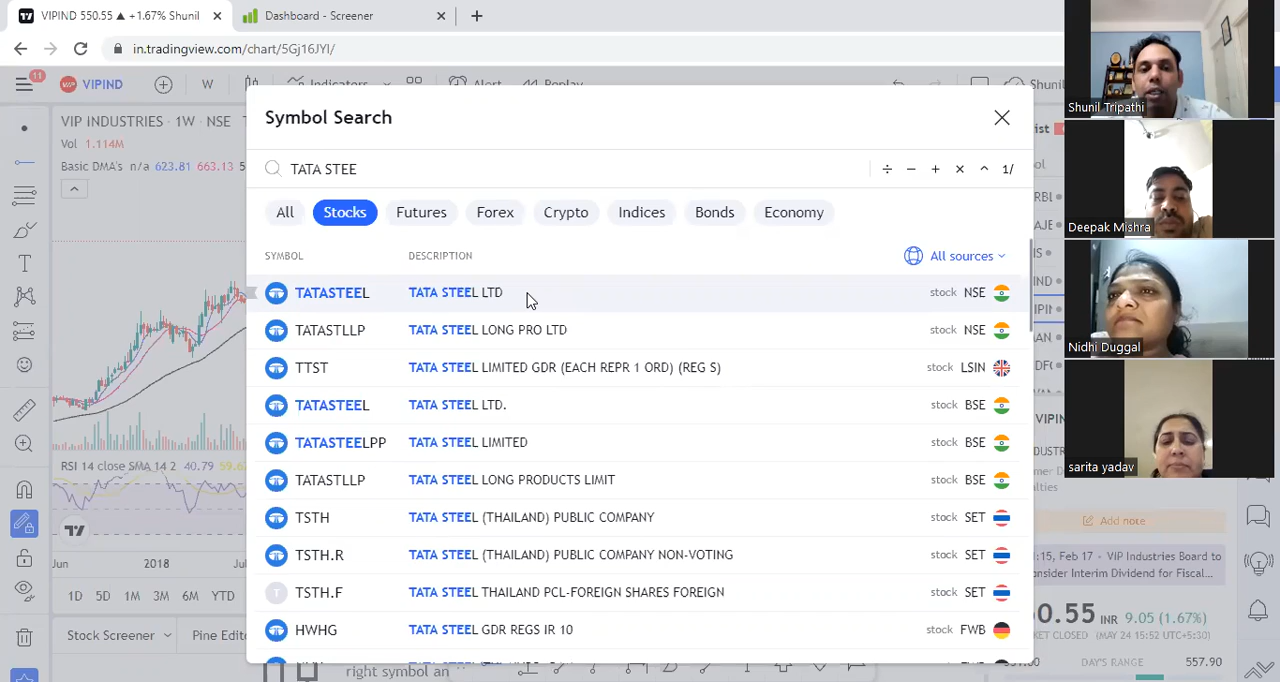 VIPIND 550.55 ▲ +1.67% Shunil
Dashboard - Screener
in.tradingview.com/chart/5Gj16JYI/
11
VIPIND
W
Indicators
Alert
Replay
Shunil
VIP INDUSTRIES · 1W · NSE
Vol 1.114M
Basic DMA's n/a 623.81 663.13 5
Symbol Search
TATA STEE
÷ − + × ^ 1/
All Stocks Futures Forex Crypto Indices Bonds Economy
SYMBOL DESCRIPTION All sources
TATASTEEL TATA STEEL LTD stock NSE
TATASTLLP TATA STEEL LONG PRO LTD stock NSE
TTST TATA STEEL LIMITED GDR (EACH REPR 1 ORD) (REG S) stock LSIN
TATASTEEL TATA STEEL LTD. stock BSE
TATASTEELPP TATA STEEL LIMITED stock BSE
TATASTLLP TATA STEEL LONG PRODUCTS LIMIT stock BSE
TSTH TATA STEEL (THAILAND) PUBLIC COMPANY stock SET
TSTH.R TATA STEEL (THAILAND) PUBLIC COMPANY NON-VOTING stock SET
TSTH.F TATA STEEL THAILAND PCL-FOREIGN SHARES FOREIGN stock SET
HWHG TATA STEEL GDR REGS IR 10 stock FWB
RSI 14 close SMA 14 2 40.79
Jun 2018
1D 5D 1M 3M 6M YTD
Stock Screener
Pine
right symbol an
Shunil Tripathi
Deepak Mishra
Nidhi Duggal
sarita yadav
Add note
:15, Feb 17 - VIP Industries Board to
nsider Interim Dividend for Fiscal...
0.55 INR 9.05 (1.67%)
KET CLOSED (MAY 24 15:52 UTC+5:30)
DAY'S RANGE 557.90